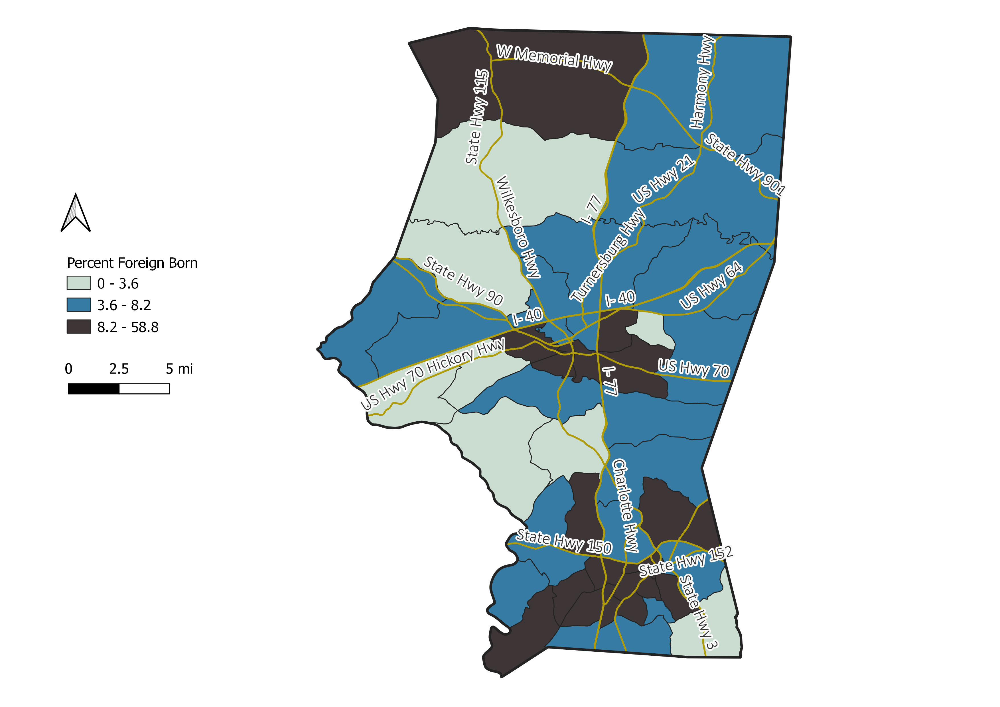 W Memorial Hwy
Harmony Hwy
State Hwy 115
State Hwy 901
US Hwy 21
Wilkesboro Hwy
I- 77
Turnersburg Hwy
State Hwy 90
US Hwy 64
I- 40
I- 40
US Hwy 70 Hickory Hwy
US Hwy 70
I- 77
Charlotte Hwy
State Hwy 150
State Hwy 152
State Hwy 3
Percent Foreign Born
0 - 3.6
3.6 - 8.2
8.2 - 58.8
0 2.5 5 mi